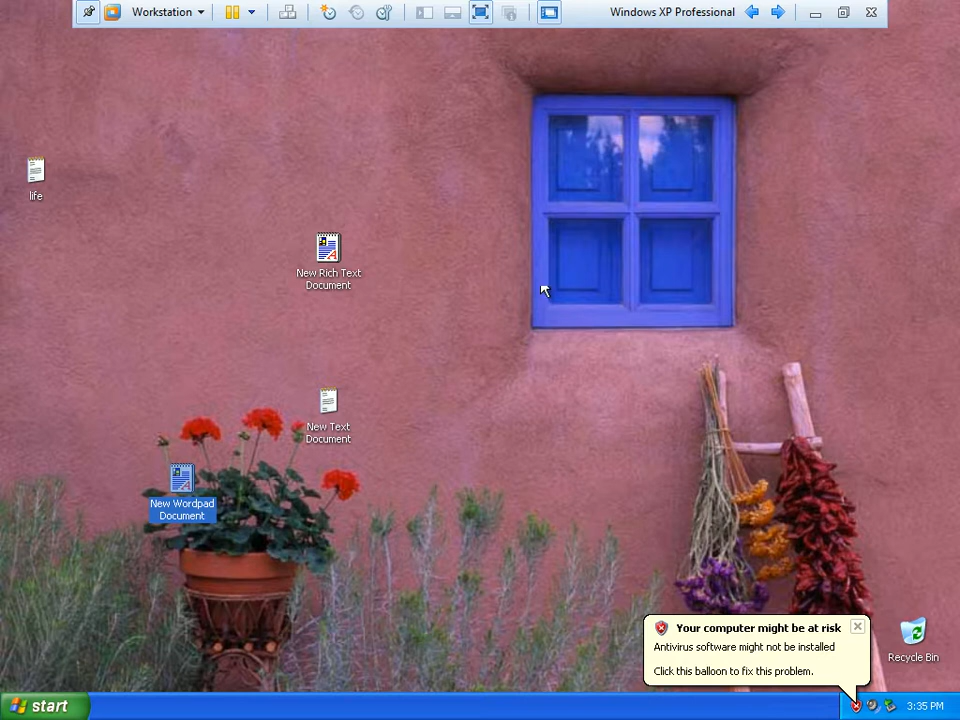 Workstation
Windows XP Professional
life
New Rich Text
Document
New Text
Document
New Wordpad
Document
Your computer might be at risk
Antivirus software might not be installed
Click this balloon to fix this problem.
Recycle Bin
start
3:35 PM